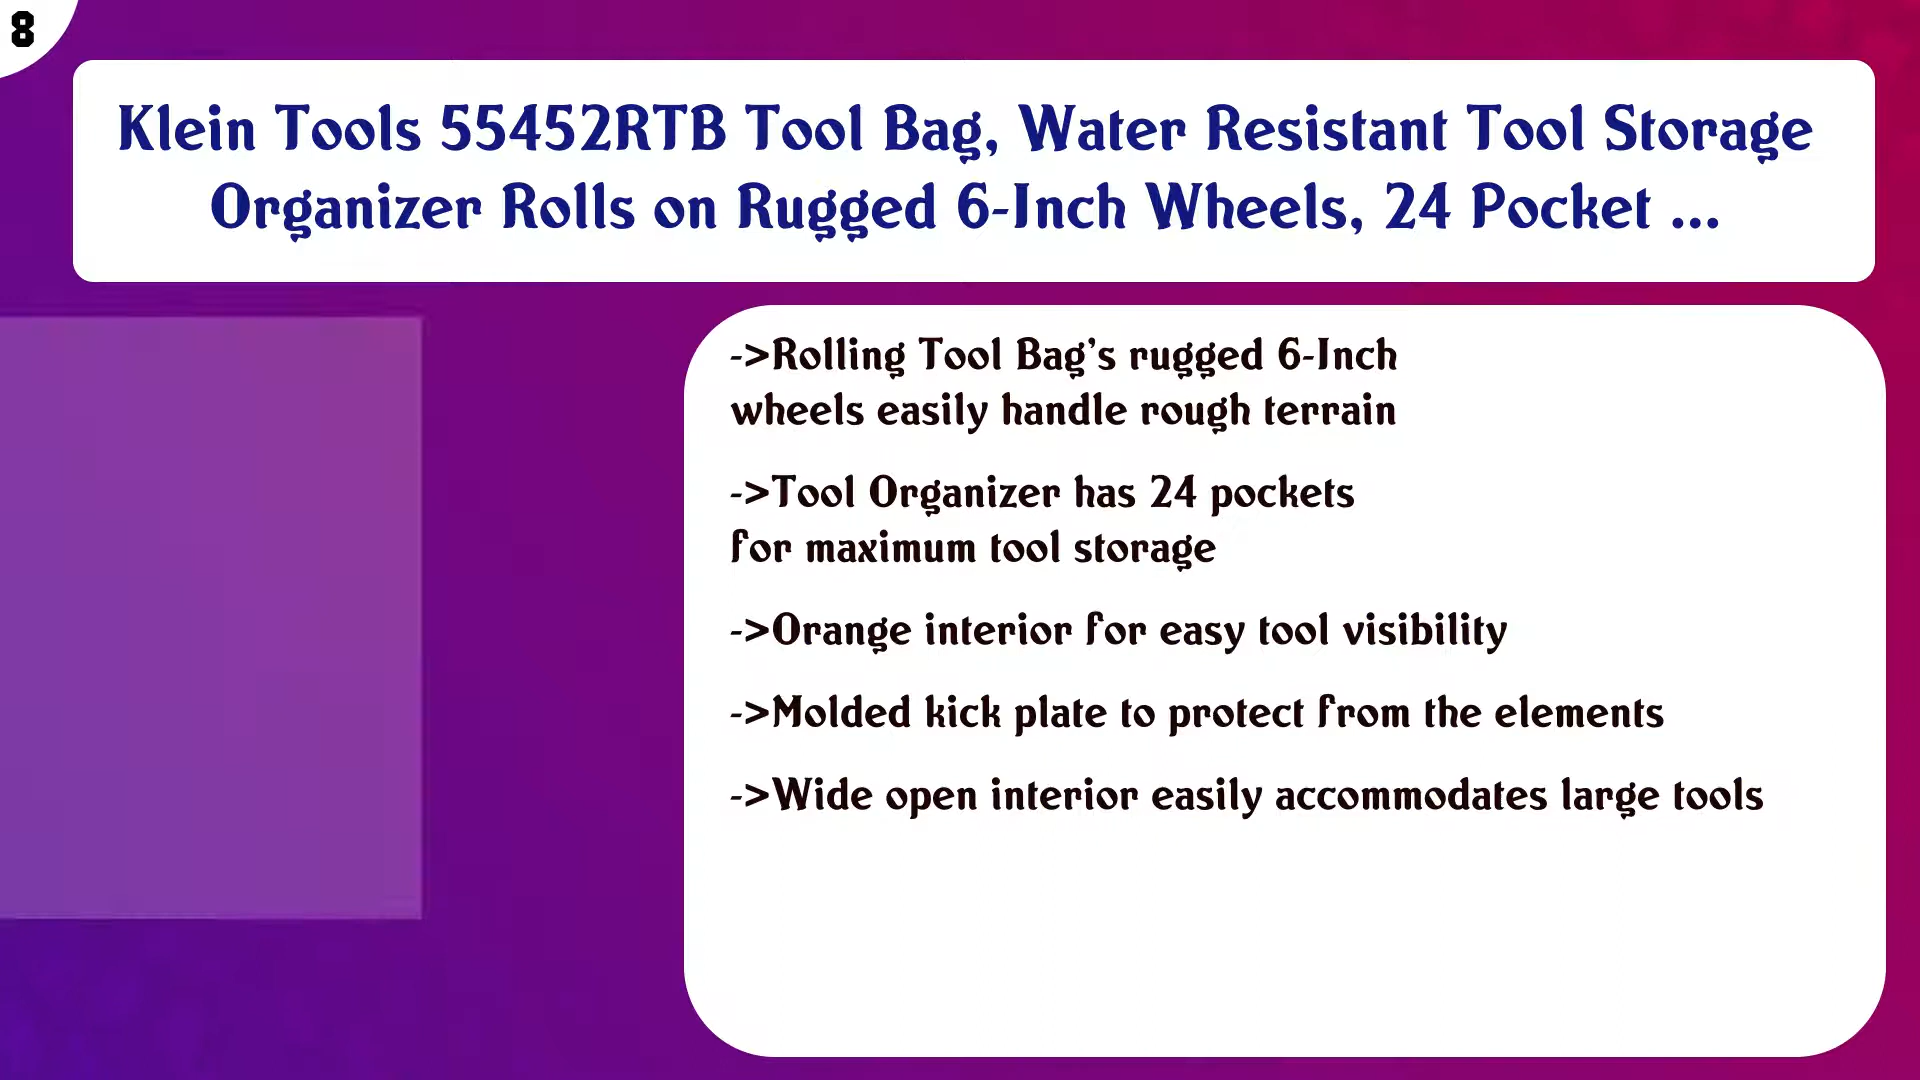 8
Klein Tools 55452RTB Tool Bag, Water Resistant Tool Storage
Organizer Rolls on Rugged 6-Inch Wheels, 24 Pocket ...
->Rolling Tool Bag's rugged 6-Inch
wheels easily handle rough terrain
->Tool Organizer has 24 pockets
for maximum tool storage
->Orange interior for easy tool visibility
->Molded kick plate to protect from the elements
->Wide open interior easily accommodates large tools